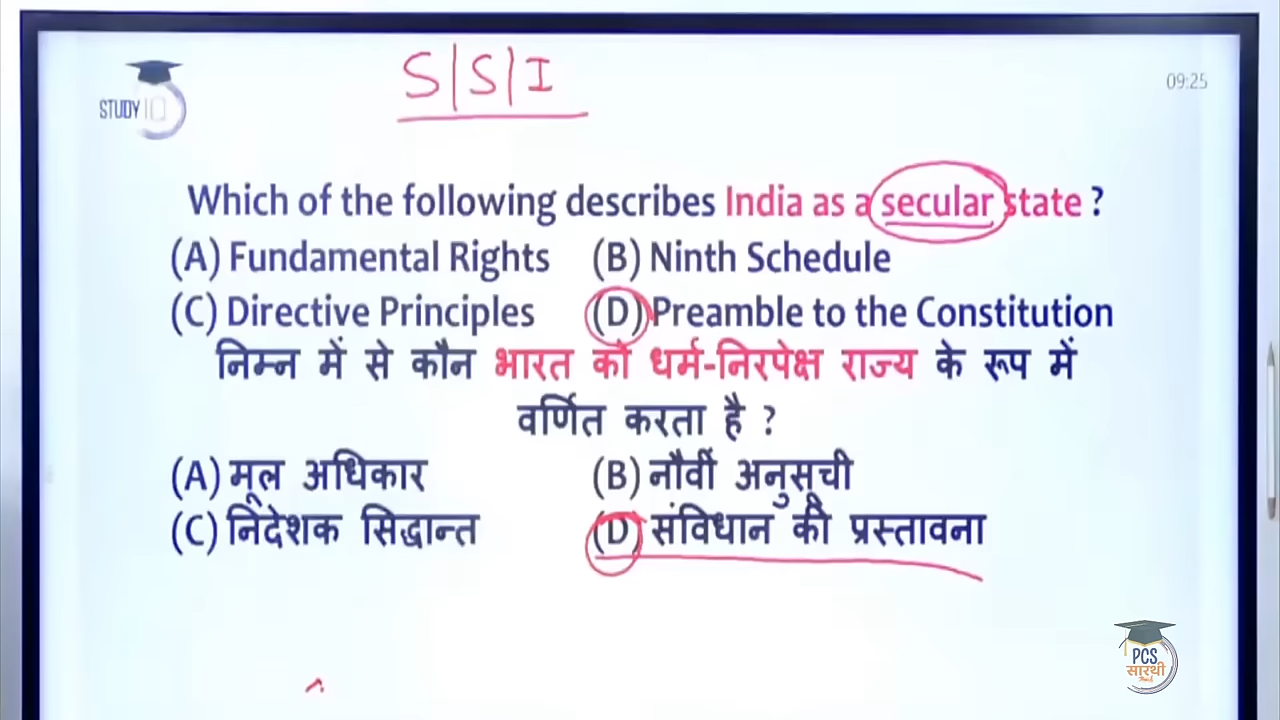 S|S|I
STUDY
09:25
Which of the following describes India as a secular state ?
(A) Fundamental Rights (B) Ninth Schedule
(C) Directive Principles (D) Preamble to the Constitution
निम्न में से कौन भारत को धर्म-निरपेक्ष राज्य के रूप में
वर्णित करता है ?
(A) मूल अधिकार (B) नौवीं अनुसूची
(C) निदेशक सिद्धान्त (D) संविधान की प्रस्तावना
PCS
सारथी